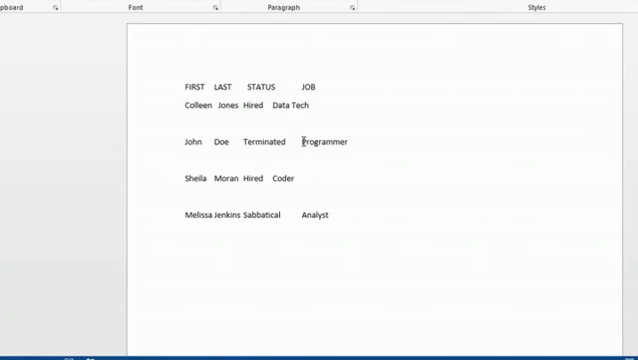 pboard Font Paragraph Styles
FIRST LAST STATUS JOB
Colleen Jones Hired Data Tech
John Doe Terminated Programmer
Sheila Moran Hired Coder
Melissa Jenkins Sabbatical Analyst